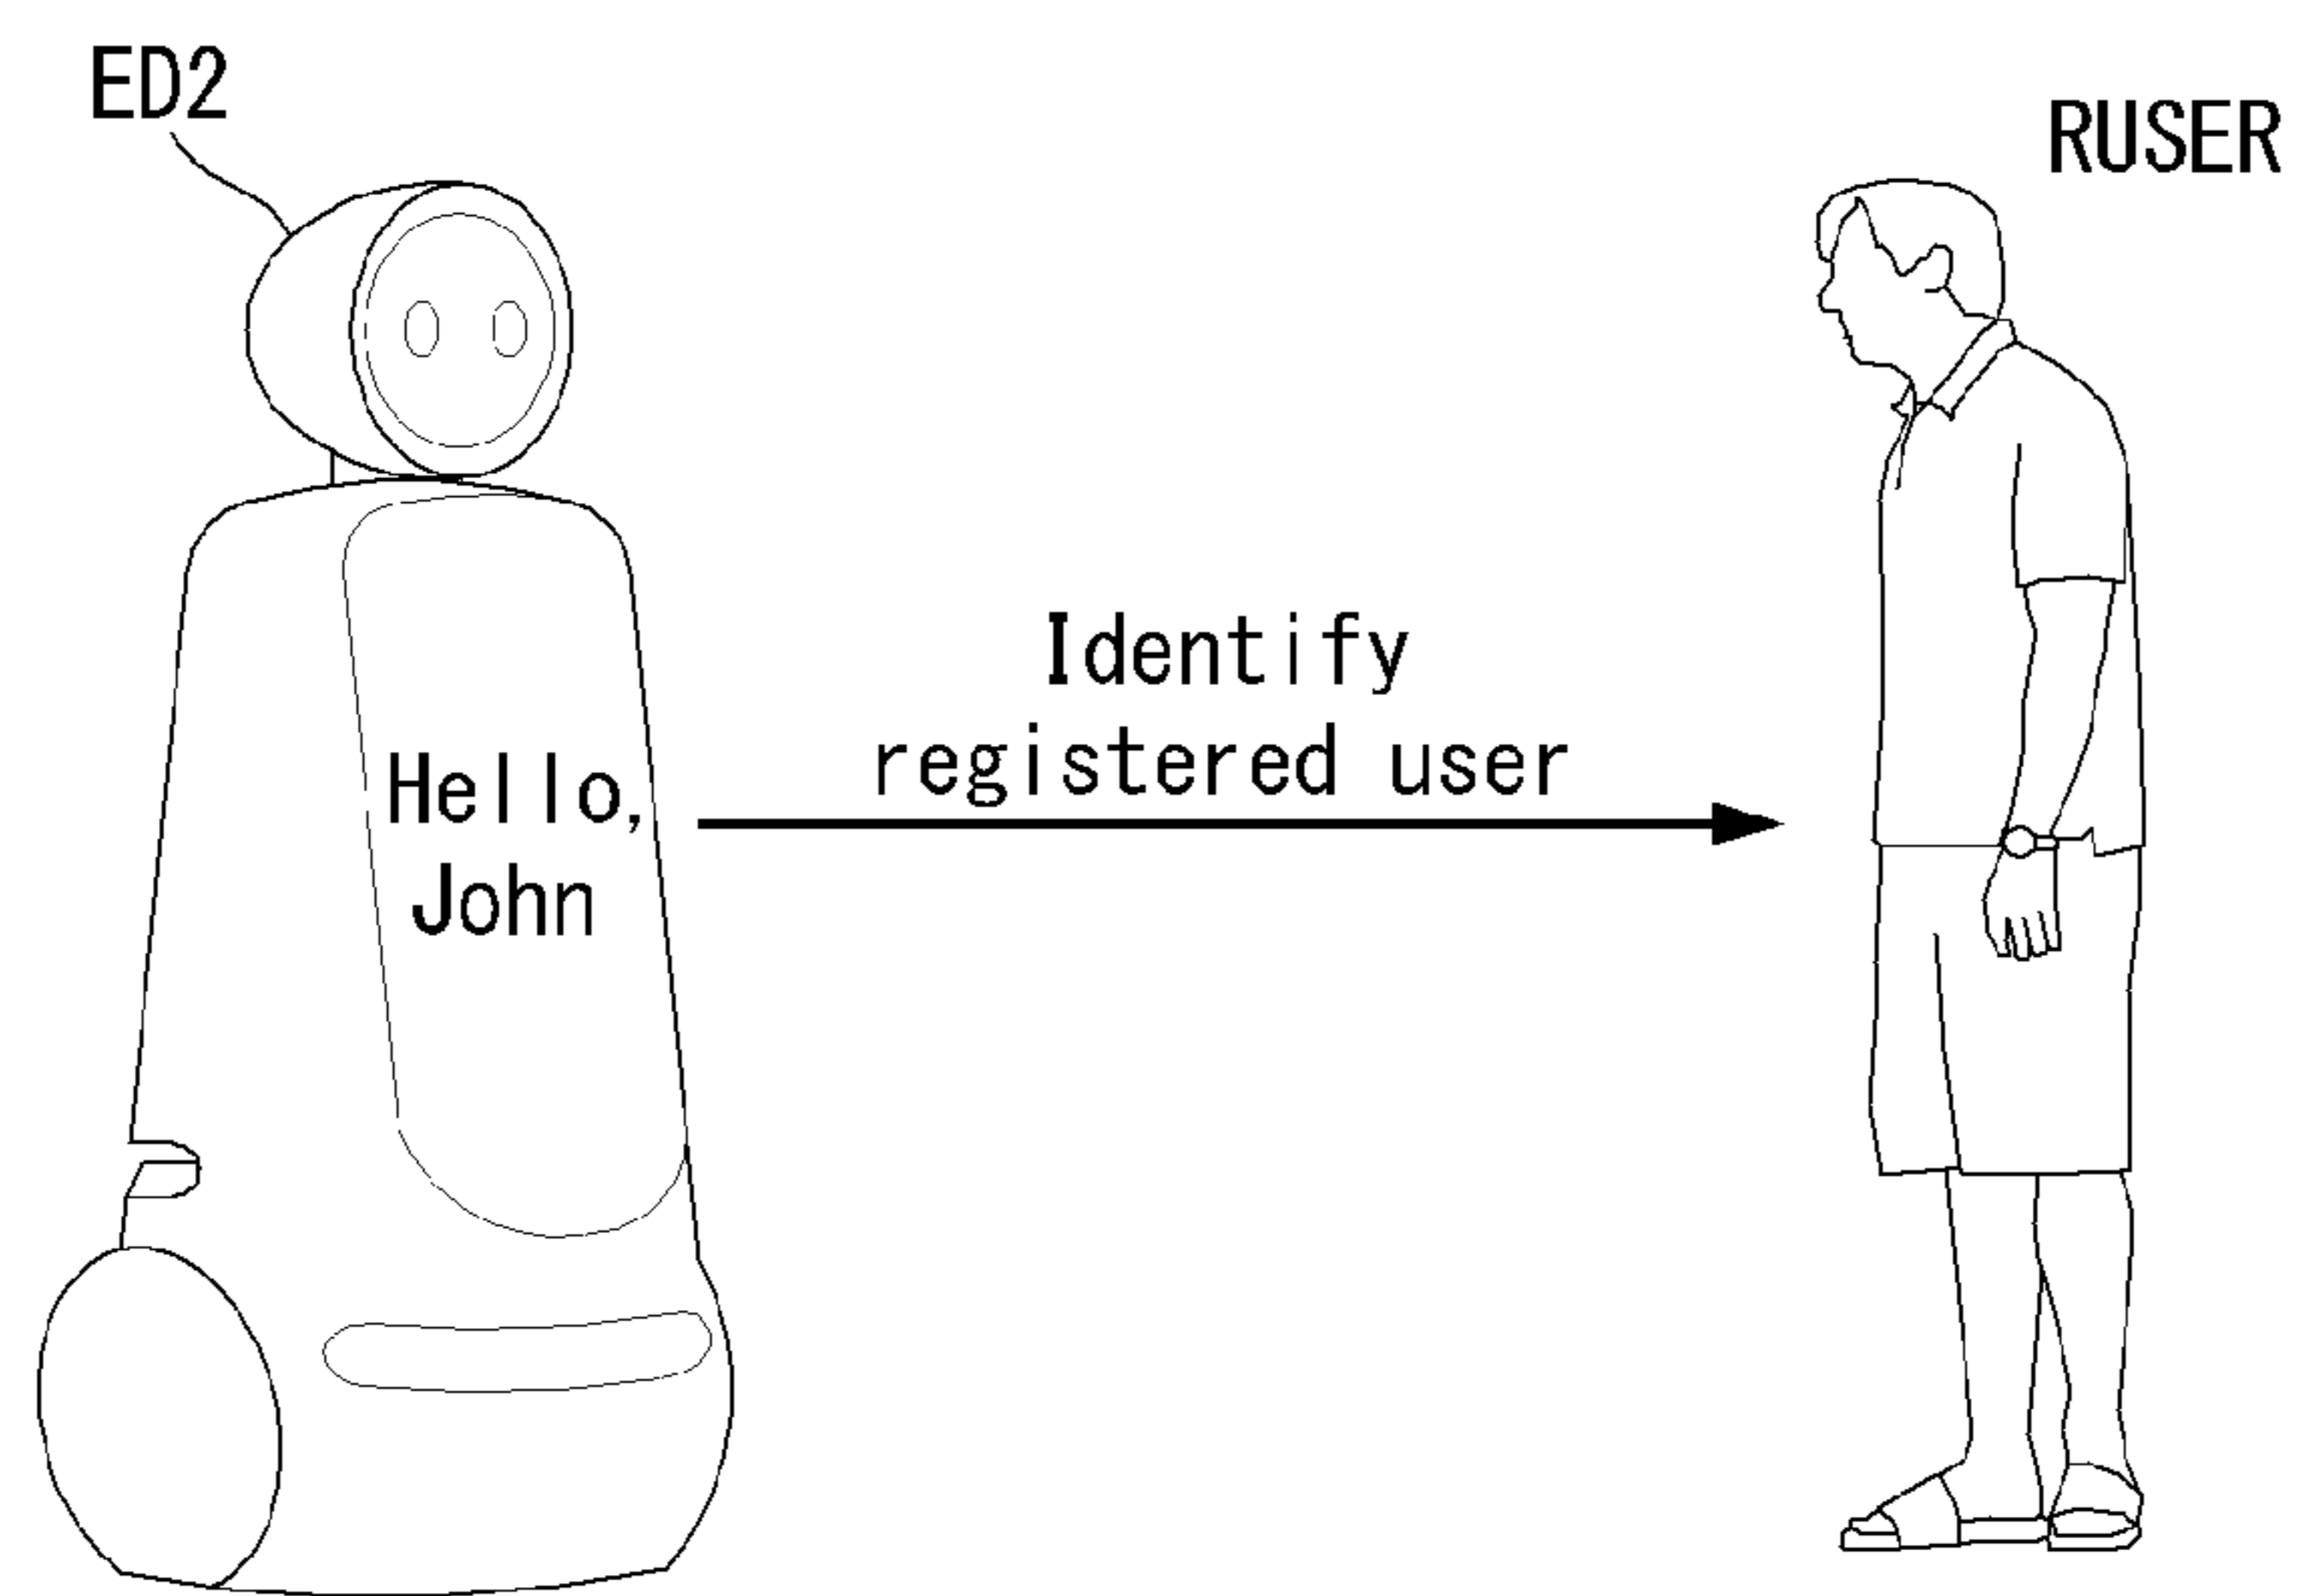 ED2
RUSER
Identify
registered user
Hello,
John